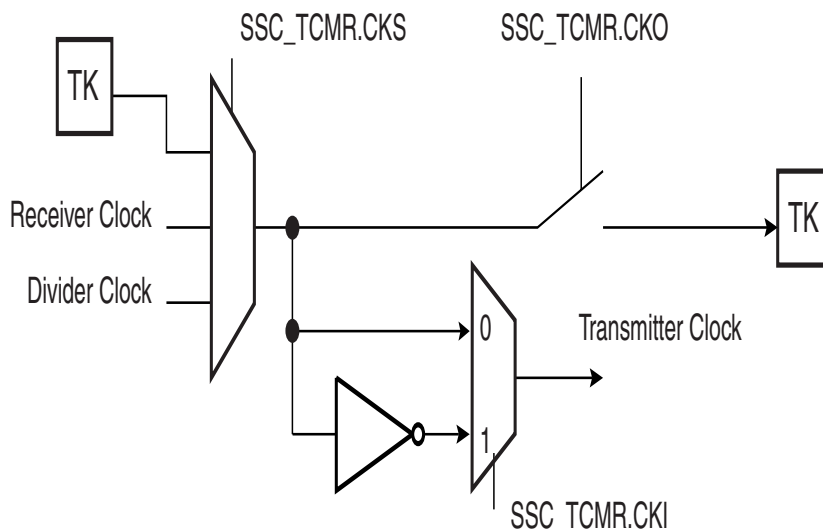 SSC_TCMR.CKS
SSC_TCMR.CKO
TK
Receiver Clock
TK
Divider Clock
0
Transmitter Clock
1
SSC_TCMR.CKI